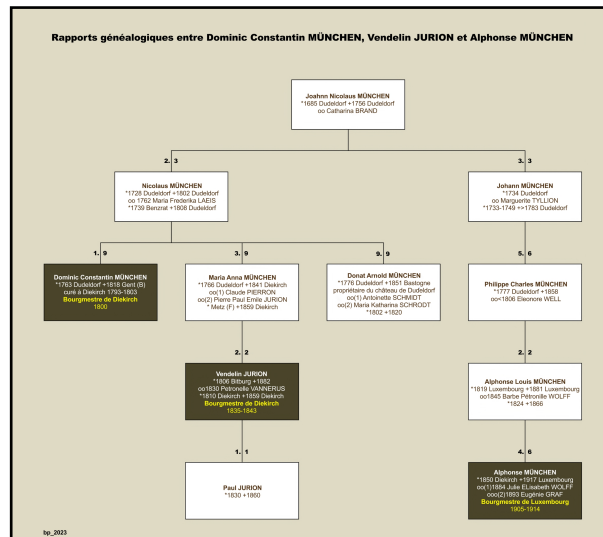 Rapports généalogiques entre Dominic Constantin MÜNCHEN, Vendelin JURION et Alphonse MÜNCHEN
Joahnn Nicolaus MÜNCHEN
*1685 Dudeldorf +1756 Dudeldorf
oo Catharina BRAND
2. 3
3. 3
Nicolaus MÜNCHEN
*1728 Dudeldorf +1802 Dudeldorf
oo 1762 Maria Frederika LAEIS
*1739 Benzrat +1808 Dudeldorf
Johann MÜNCHEN
*1734 Dudeldorf
oo Marguerite TYLLION
*1733-1749 +>1783 Dudeldorf
1. 9
3. 9
9. 9
5. 6
Dominic Constantin MÜNCHEN
*1763 Dudeldorf +1818 Gent (B)
curé à Diekirch 1793-1803
Bourgmestre de Diekirch
1800
Maria Anna MÜNCHEN
*1766 Dudeldorf +1841 Diekirch
oo(1) Claude PIERRON
oo(2) Pierre Paul Emile JURION
* Metz (F) +1859 Diekirch
Donat Arnold MÜNCHEN
*1776 Dudeldorf +1851 Bastogne
propriétaire du château de Dudeldorf
oo(1) Antoinette SCHMIDT
oo(2) Maria Katharina SCHRODT
*1802 +1820
Philippe Charles MÜNCHEN
*1777 Dudeldorf +1858
oo<1806 Eleonore WELL
2. 2
2. 2
Vendelin JURION
*1806 Bitburg +1882
oo1830 Petronelle VANNERUS
*1810 Diekirch +1859 Diekirch
Bourgmestre de Diekirch
1835-1843
Alphonse Louis MÜNCHEN
*1819 Luxembourg +1881 Luxembourg
oo1845 Barbe Pétronille WOLFF
*1824 +1866
1. 1
4. 6
Paul JURION
*1830 +1860
Alphonse MÜNCHEN
*1850 Diekirch +1917 Luxembourg
oo(1)1884 Julie ELisabeth WOLFF
ooo(2)1893 Eugénie GRAF
Bourgmestre de Luxembourg
1905-1914
bp_2023